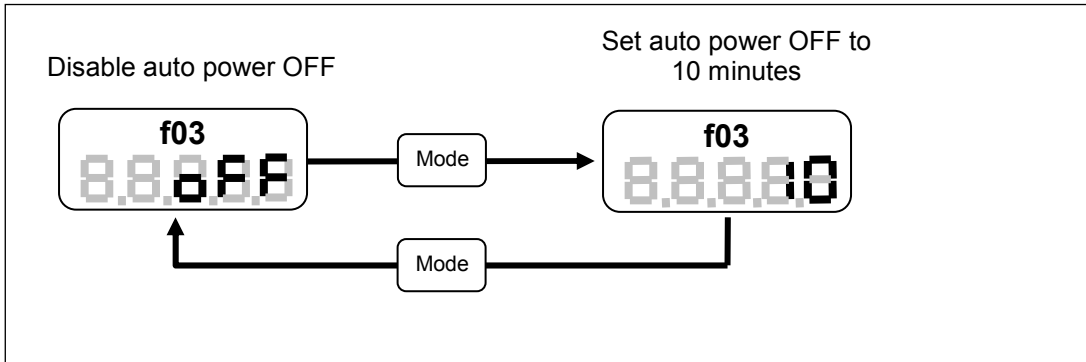 Disable auto power OFF
Set auto power OFF to
10 minutes
f03
oFF
Mode
f03
10
Mode